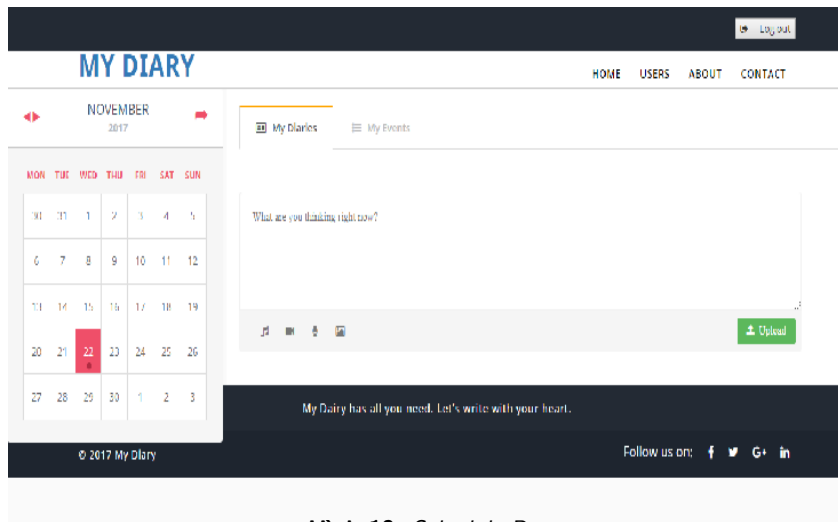 Log out
MY DIARY
HOME USERS ABOUT CONTACT
NOVEMBER
2017
My Diaries My Events
MON TUE WED THU FRI SAT SUN
30 31 1 2 3 4 5
What are you thinking right now?
6 7 8 9 10 11 12
13 14 15 16 17 18 19
Upload
20 21 22 23 24 25 26
27 28 29 30 1 2 3
My Dairy has all you need. Let's write with your heart.
© 2017 My Diary
Follow us on: f G+ in